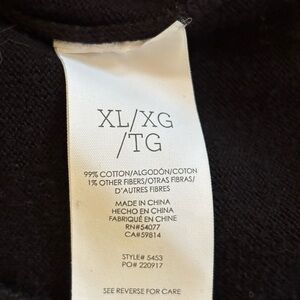 XL/XG
/TG
99% COTTON/ALGODÓN/COTON
1% OTHER FIBERS/OTRAS FIBRAS/
D'AUTRES FIBRES
MADE IN CHINA
HECHO EN CHINA
FABRIQUÉ EN CHINE
RN#54077
CA#59814
STYLE# 5453
PO# 220917
SEE REVERSE FOR CARE